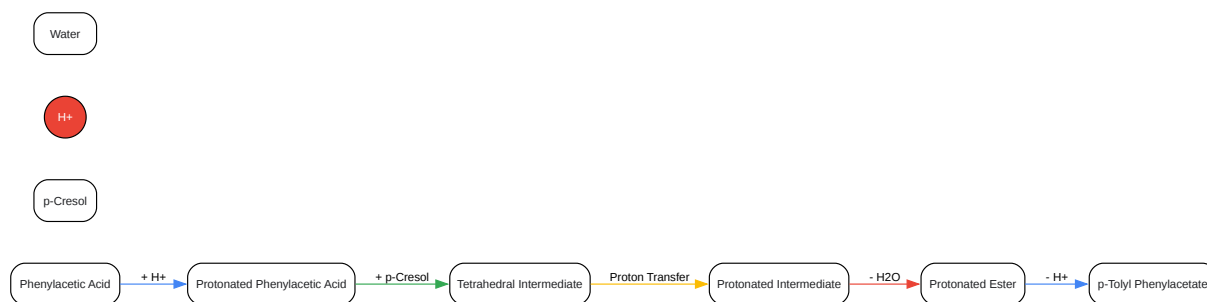 Water
H+
p-Cresol
Phenylacetic Acid
+ H+
Protonated Phenylacetic Acid
+ p-Cresol
Tetrahedral Intermediate
Proton Transfer
Protonated Intermediate
- H2O
Protonated Ester
- H+
p-Tolyl Phenylacetate